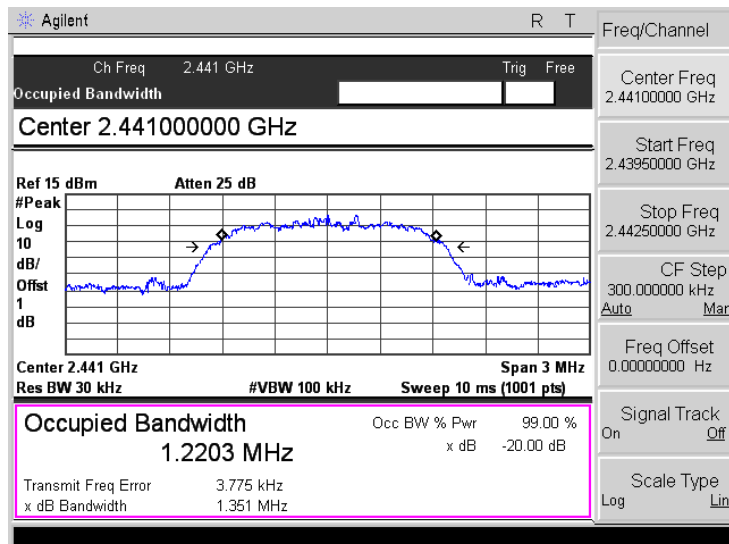 Agilent R T
Ch Freq 2.441 GHz Trig Free
Occupied Bandwidth
Center 2.441000000 GHz
Ref 15 dBm Atten 25 dB
#Peak
Log
10
dB/
Offst
1
dB
Center 2.441 GHz Span 3 MHz
Res BW 30 kHz #VBW 100 kHz Sweep 10 ms (1001 pts)
Occupied Bandwidth
1.2203 MHz
Occ BW % Pwr 99.00 %
x dB -20.00 dB
Transmit Freq Error 3.775 kHz
x dB Bandwidth 1.351 MHz
Freq/Channel
Center Freq
2.44100000 GHz
Start Freq
2.43950000 GHz
Stop Freq
2.44250000 GHz
CF Step
300.000000 kHz
Auto Mar
Freq Offset
0.00000000 Hz
Signal Track
On Off
Scale Type
Log Lin